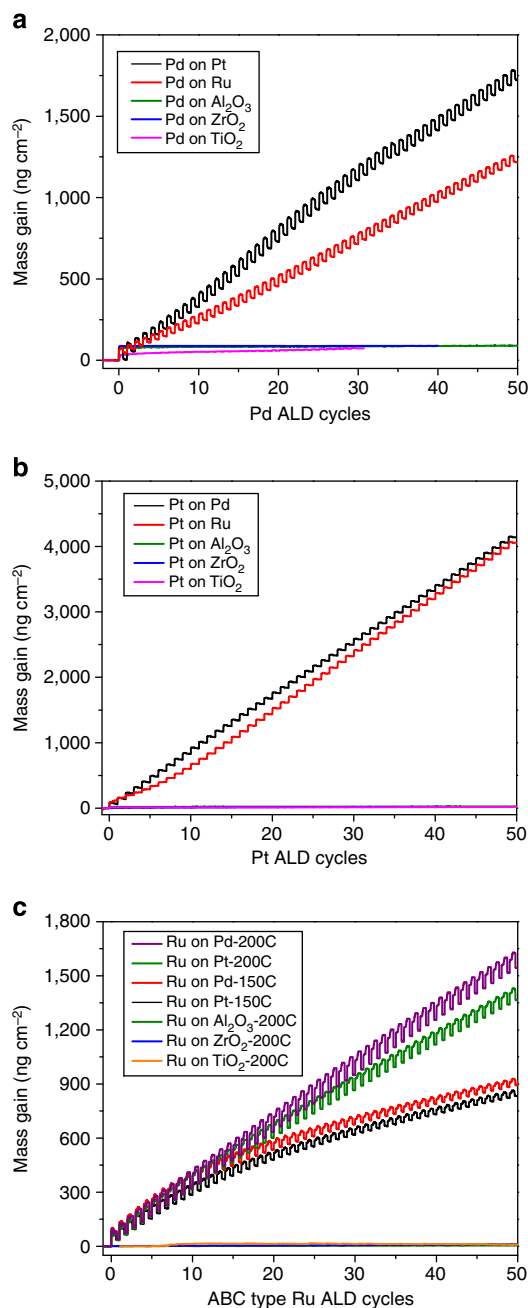 a
2,000
1,500
1,000
500
0
Mass gain (ng cm⁻²)
Pd on Pt
Pd on Ru
Pd on Al₂O₃
Pd on ZrO₂
Pd on TiO₂
0 10 20 30 40 50
Pd ALD cycles
b
5,000
4,000
3,000
2,000
1,000
0
Mass gain (ng cm⁻²)
Pt on Pd
Pt on Ru
Pt on Al₂O₃
Pt on ZrO₂
Pt on TiO₂
0 10 20 30 40 50
Pt ALD cycles
c
1,800
1,500
1,200
900
600
300
0
Mass gain (ng cm⁻²)
Ru on Pd-200C
Ru on Pt-200C
Ru on Pd-150C
Ru on Pt-150C
Ru on Al₂O₃-200C
Ru on ZrO₂-200C
Ru on TiO₂-200C
0 10 20 30 40 50
ABC type Ru ALD cycles